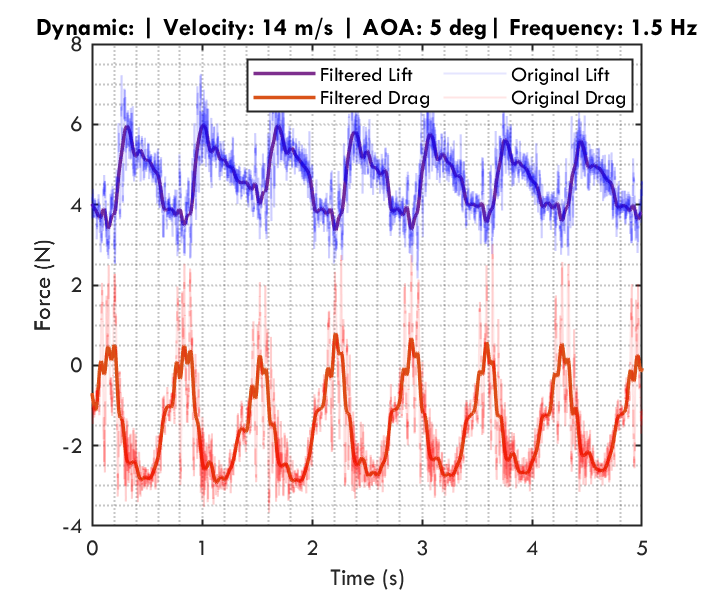 Dynamic: | Velocity: 14 m/s | AOA: 5 deg| Frequency: 1.5 Hz
8
Filtered Lift Original Lift
Filtered Drag Original Drag
6
4
2
0
-2
-4
Force (N)
0 1 2 3 4 5
Time (s)